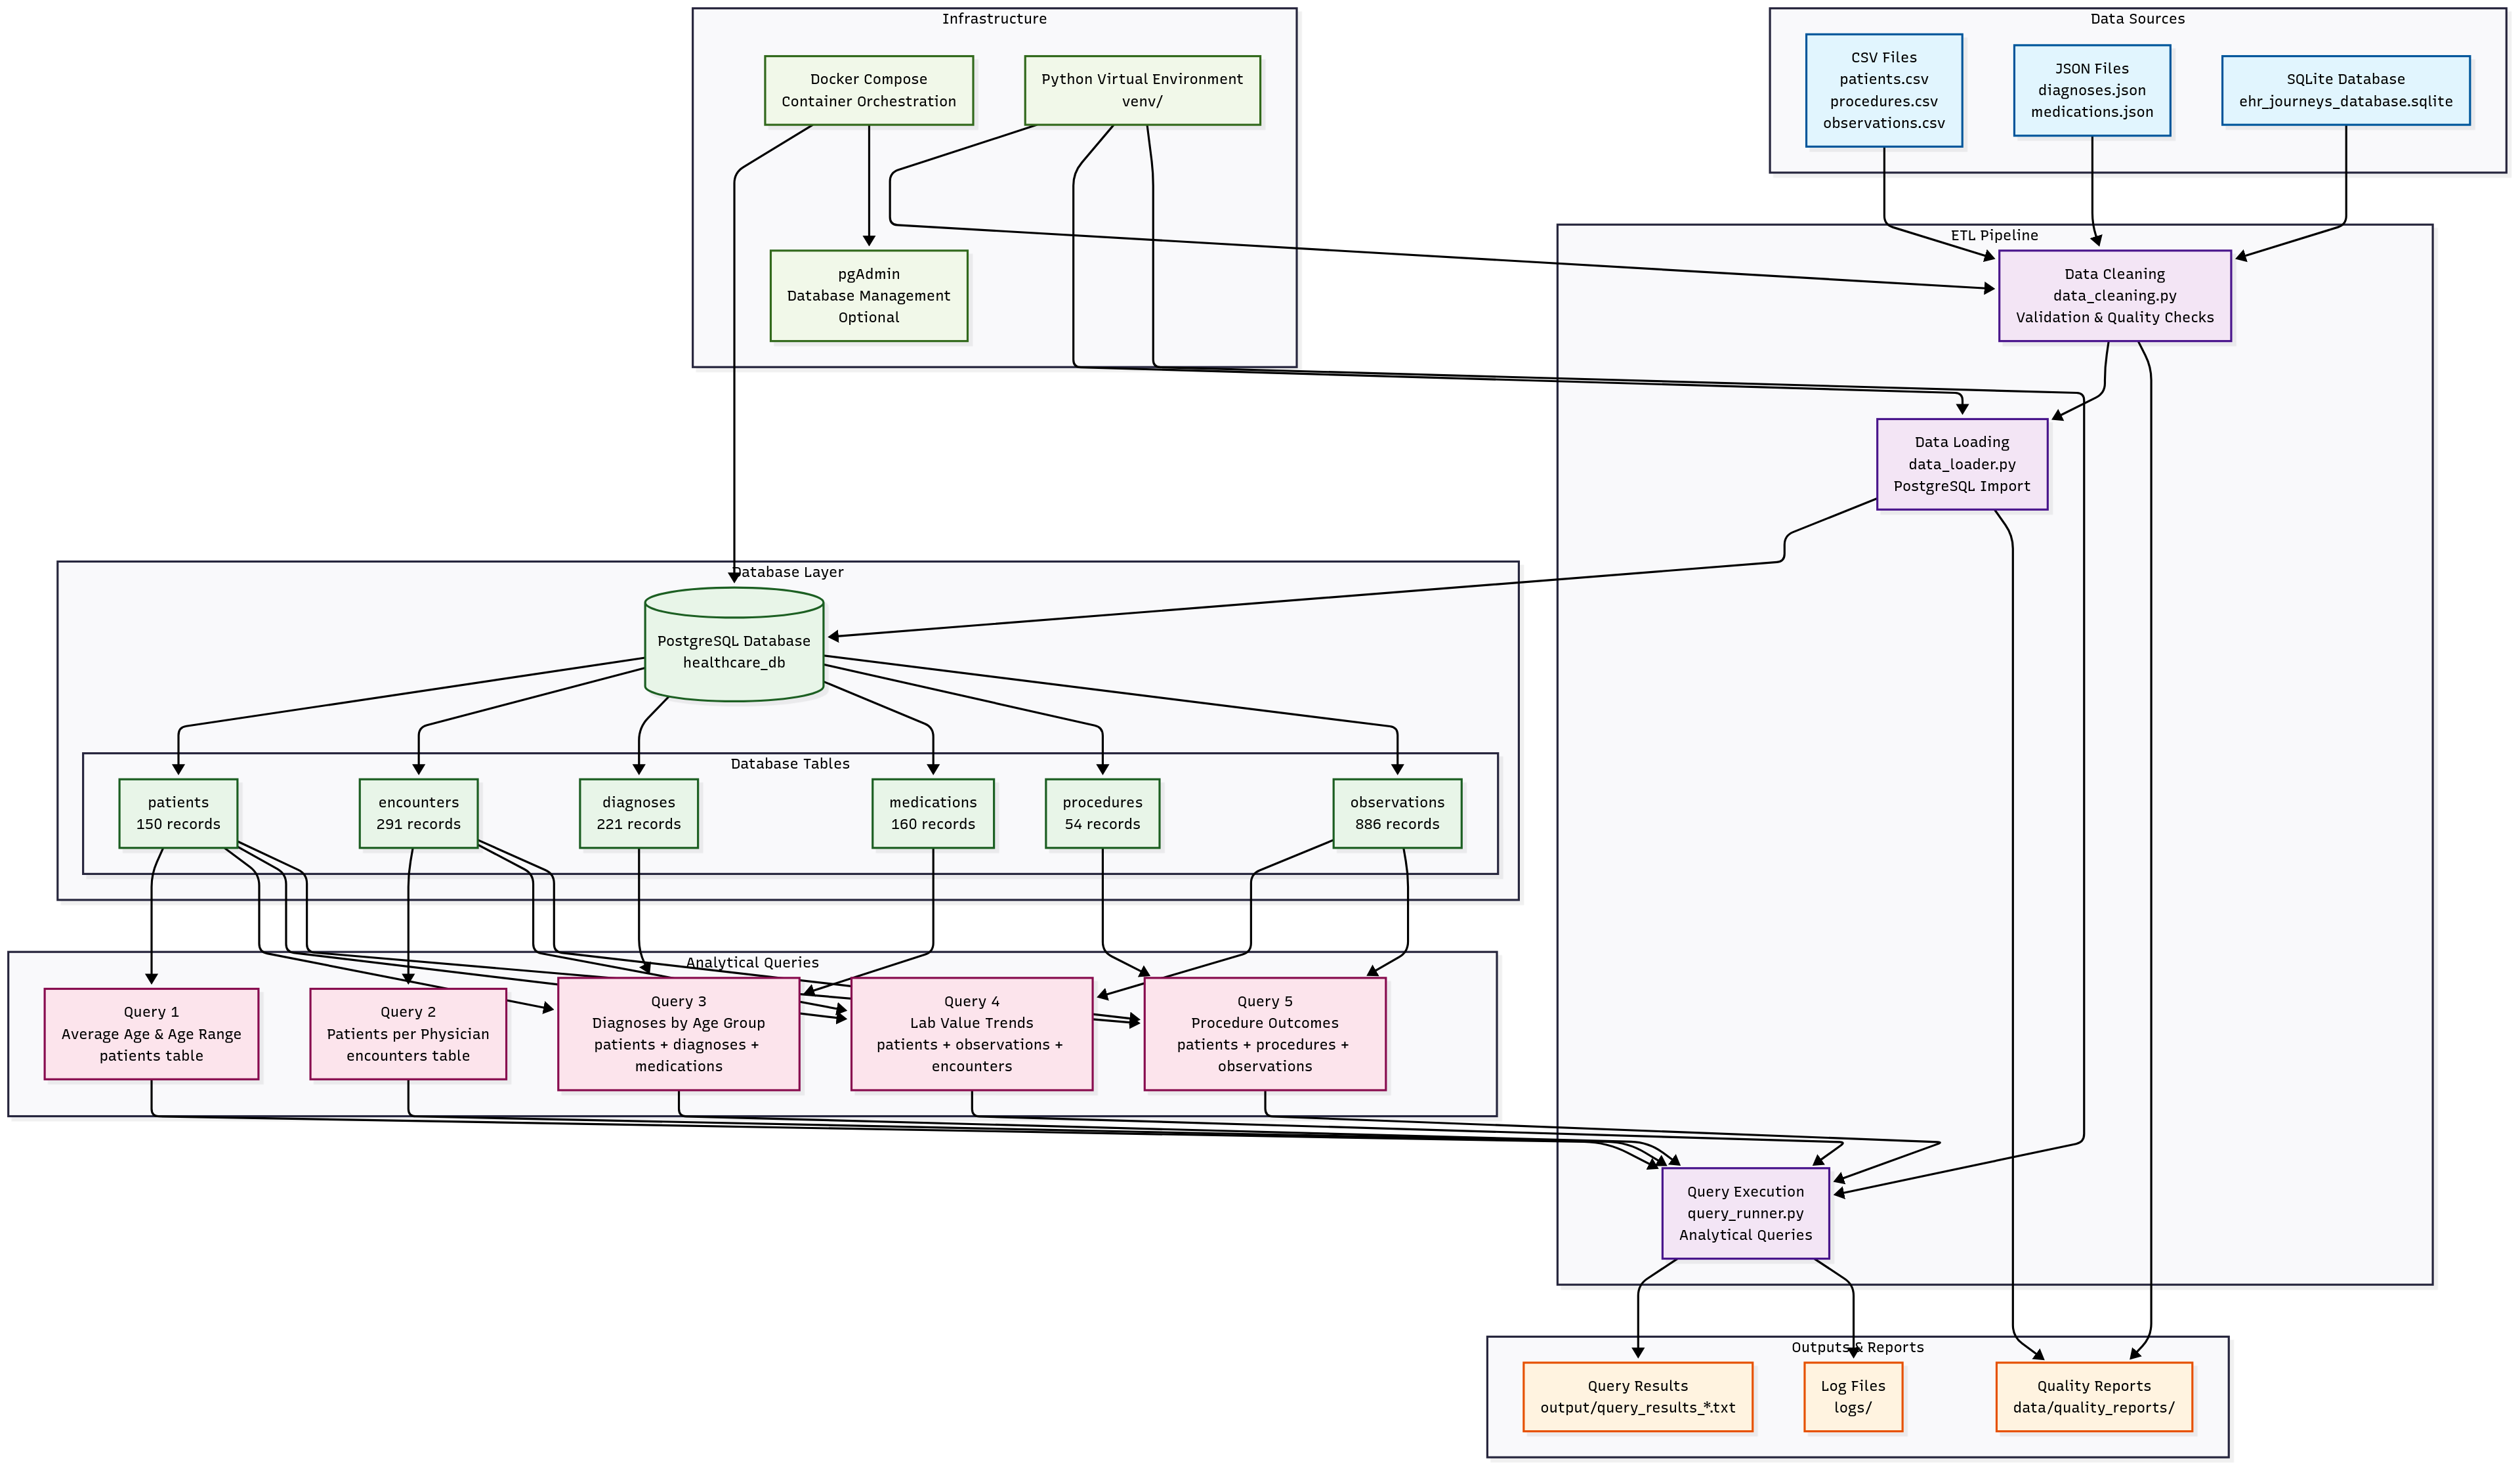 Infrastructure
Docker Compose
Container Orchestration
Python Virtual Environment
venv/
pgAdmin
Database Management
Optional
Data Sources
CSV Files
patients.csv
procedures.csv
observations.csv
JSON Files
diagnoses.json
medications.json
SQLite Database
ehr_journeys_database.sqlite
ETL Pipeline
Data Cleaning
data_cleaning.py
Validation & Quality Checks
Data Loading
data_loader.py
PostgreSQL Import
Database Layer
PostgreSQL Database
healthcare_db
Database Tables
patients
150 records
encounters
291 records
diagnoses
221 records
medications
160 records
procedures
54 records
observations
886 records
Analytical Queries
Query 1
Average Age & Age Range
patients table
Query 2
Patients per Physician
encounters table
Query 3
Diagnoses by Age Group
patients + diagnoses +
medications
Query 4
Lab Value Trends
patients + observations +
encounters
Query 5
Procedure Outcomes
patients + procedures +
observations
Query Execution
query_runner.py
Analytical Queries
Outputs & Reports
Query Results
output/query_results_*.txt
Log Files
logs/
Quality Reports
data/quality_reports/